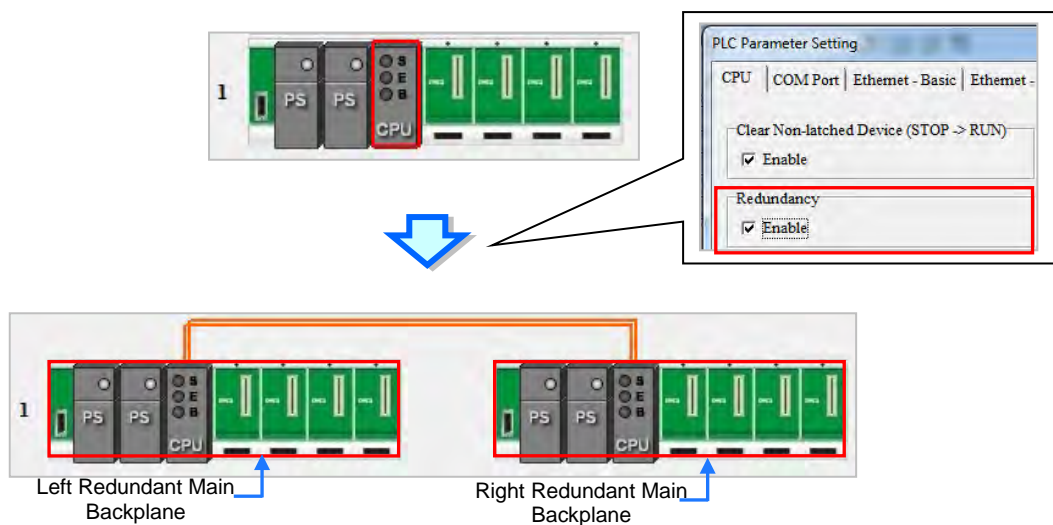 1
PS PS CPU
S
E
B
PLC Parameter Setting
CPU COM Port Ethernet - Basic Ethernet -
Clear Non-latched Device (STOP -> RUN)
Enable
Redundancy
Enable
1
PS PS CPU
S
E
B
PS PS CPU
S
E
B
Left Redundant Main
Backplane
Right Redundant Main
Backplane